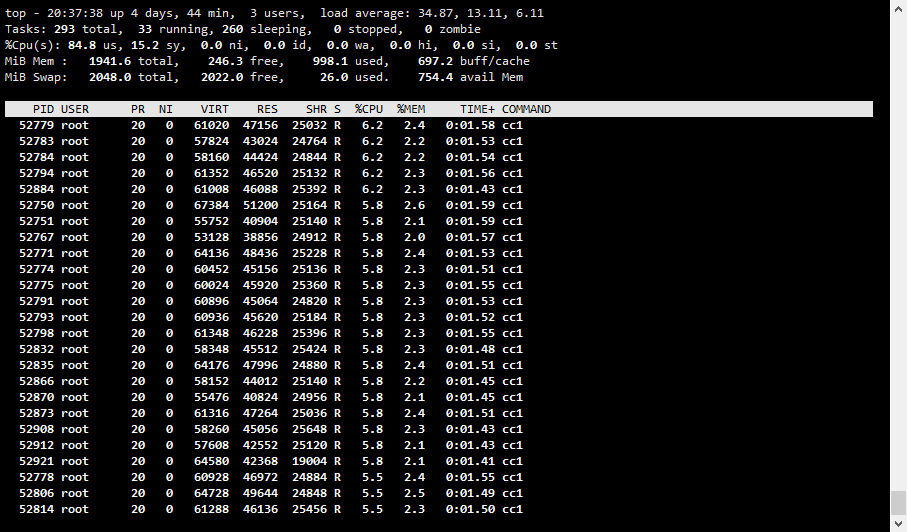 top - 20:37:38 up 4 days, 44 min,  3 users,  load average: 34.87, 13.11, 6.11
Tasks: 293 total,  33 running, 260 sleeping,   0 stopped,   0 zombie
%Cpu(s): 84.8 us, 15.2 sy,  0.0 ni,  0.0 id,  0.0 wa,  0.0 hi,  0.0 si,  0.0 st
MiB Mem :   1941.6 total,    246.3 free,    998.1 used,    697.2 buff/cache
MiB Swap:   2048.0 total,   2022.0 free,     26.0 used.    754.4 avail Mem
PID USER      PR  NI    VIRT    RES    SHR S  %CPU  %MEM     TIME+ COMMAND
52779 root      20   0   61020  47156  25032 R   6.2   2.4   0:01.58 cc1
52783 root      20   0   57824  43024  24764 R   6.2   2.2   0:01.53 cc1
52784 root      20   0   58160  44424  24844 R   6.2   2.2   0:01.54 cc1
52794 root      20   0   61352  46520  25132 R   6.2   2.3   0:01.56 cc1
52884 root      20   0   61008  46088  25392 R   6.2   2.3   0:01.43 cc1
52750 root      20   0   67384  51200  25164 R   5.8   2.6   0:01.59 cc1
52751 root      20   0   55752  40904  25140 R   5.8   2.1   0:01.59 cc1
52767 root      20   0   53128  38856  24912 R   5.8   2.0   0:01.57 cc1
52771 root      20   0   64136  48436  25228 R   5.8   2.4   0:01.53 cc1
52774 root      20   0   60452  45156  25136 R   5.8   2.3   0:01.51 cc1
52775 root      20   0   60024  45920  25360 R   5.8   2.3   0:01.55 cc1
52791 root      20   0   60896  45064  24820 R   5.8   2.3   0:01.53 cc1
52793 root      20   0   60936  45620  25184 R   5.8   2.3   0:01.52 cc1
52798 root      20   0   61348  46228  25396 R   5.8   2.3   0:01.55 cc1
52832 root      20   0   58348  45512  25424 R   5.8   2.3   0:01.48 cc1
52835 root      20   0   64176  47996  24880 R   5.8   2.4   0:01.51 cc1
52866 root      20   0   58152  44012  25140 R   5.8   2.2   0:01.45 cc1
52870 root      20   0   55476  40824  24956 R   5.8   2.1   0:01.45 cc1
52873 root      20   0   61316  47264  25036 R   5.8   2.4   0:01.51 cc1
52908 root      20   0   58260  45056  25648 R   5.8   2.3   0:01.43 cc1
52912 root      20   0   57608  42552  25120 R   5.8   2.1   0:01.43 cc1
52921 root      20   0   64580  42368  19004 R   5.8   2.1   0:01.41 cc1
52778 root      20   0   60928  46972  24884 R   5.5   2.4   0:01.55 cc1
52806 root      20   0   64728  49644  24848 R   5.5   2.5   0:01.49 cc1
52814 root      20   0   61288  46136  25456 R   5.5   2.3   0:01.50 cc1